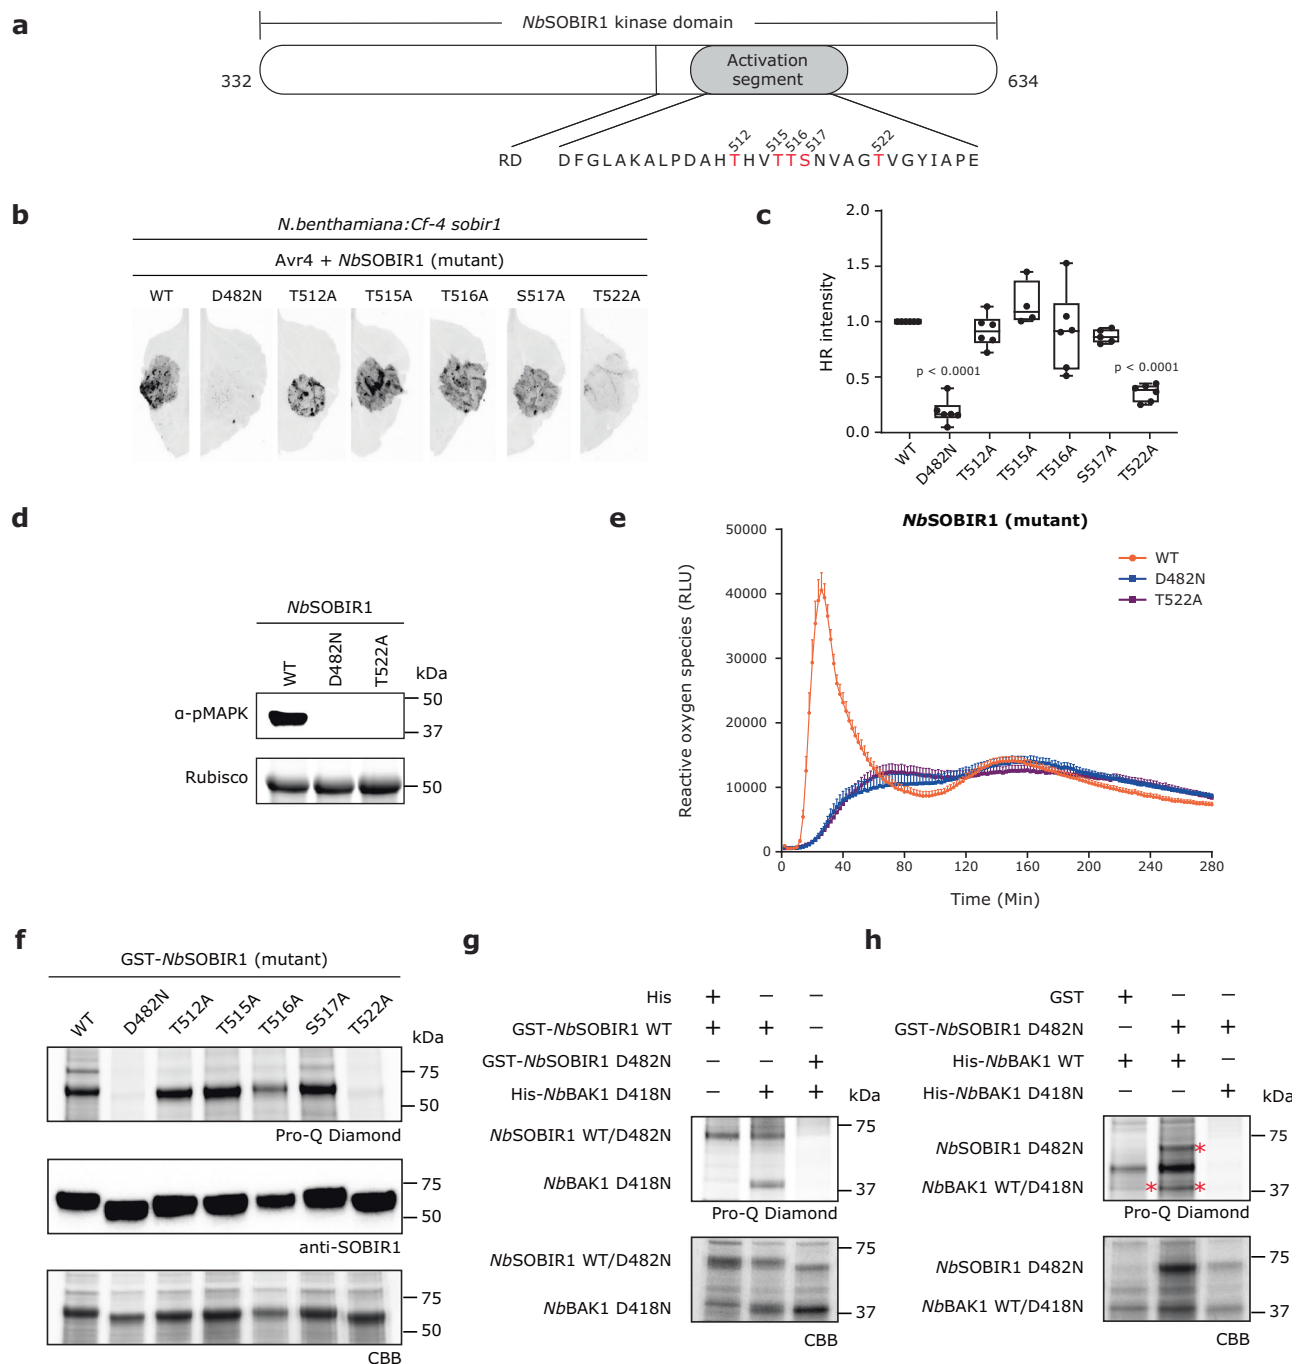 a
NbSOBIR1 kinase domain
332
Activation
segment
634
512 515 516 517 522
RD
DFGLAKALPDAHTHVTTSNVAGTVGYIAPE
b
N.benthamiana:Cf-4 sobir1
Avr4 + NbSOBIR1 (mutant)
WT D482N T512A T515A T516A S517A T522A
c
HR intensity
2.0
1.5
1.0
0.5
0.0
p < 0.0001
p < 0.0001
WT D482N T512A T515A T516A S517A T522A
d
NbSOBIR1
WT D482N T522A
kDa
α-pMAPK
50
37
Rubisco
50
e
NbSOBIR1 (mutant)
Reactive oxygen species (RLU)
50000
40000
30000
20000
10000
0
WT
D482N
T522A
0 40 80 120 160 200 240 280
Time (Min)
f
GST-NbSOBIR1 (mutant)
WT D482N T512A T515A T516A S517A T522A
kDa
75
50
Pro-Q Diamond
75
50
anti-SOBIR1
75
50
CBB
g
His + − −
GST-NbSOBIR1 WT + + −
GST-NbSOBIR1 D482N − − +
His-NbBAK1 D418N − + +
kDa
NbSOBIR1 WT/D482N
75
NbBAK1 D418N
37
Pro-Q Diamond
NbSOBIR1 WT/D482N
75
NbBAK1 D418N
37
CBB
h
GST + − −
GST-NbSOBIR1 D482N − + +
His-NbBAK1 WT + + −
His-NbBAK1 D418N − − +
kDa
75
NbSOBIR1 D482N *
NbBAK1 WT/D418N * *
37
Pro-Q Diamond
75
NbSOBIR1 D482N
NbBAK1 WT/D418N
37
CBB